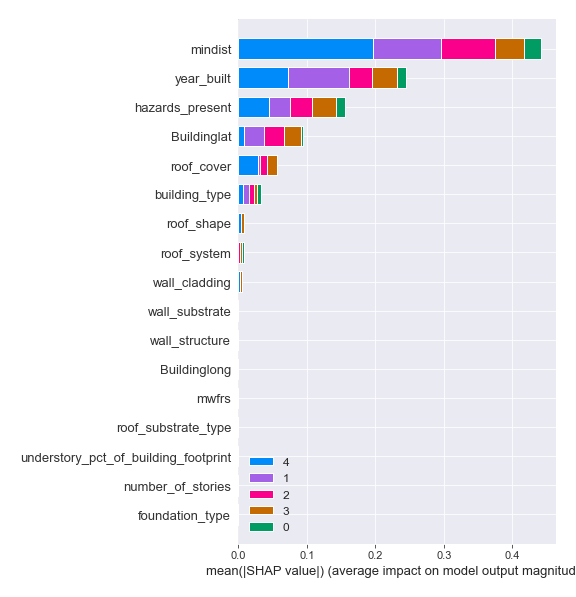 mindist
year_built
hazards_present
Buildinglat
roof_cover
building_type
roof_shape
roof_system
wall_cladding
wall_substrate
wall_structure
Buildinglong
mwfrs
roof_substrate_type
understory_pct_of_building_footprint
number_of_stories
foundation_type
4
1
2
3
0
0.0 0.1 0.2 0.3 0.4
mean(|SHAP value|) (average impact on model output magnitud